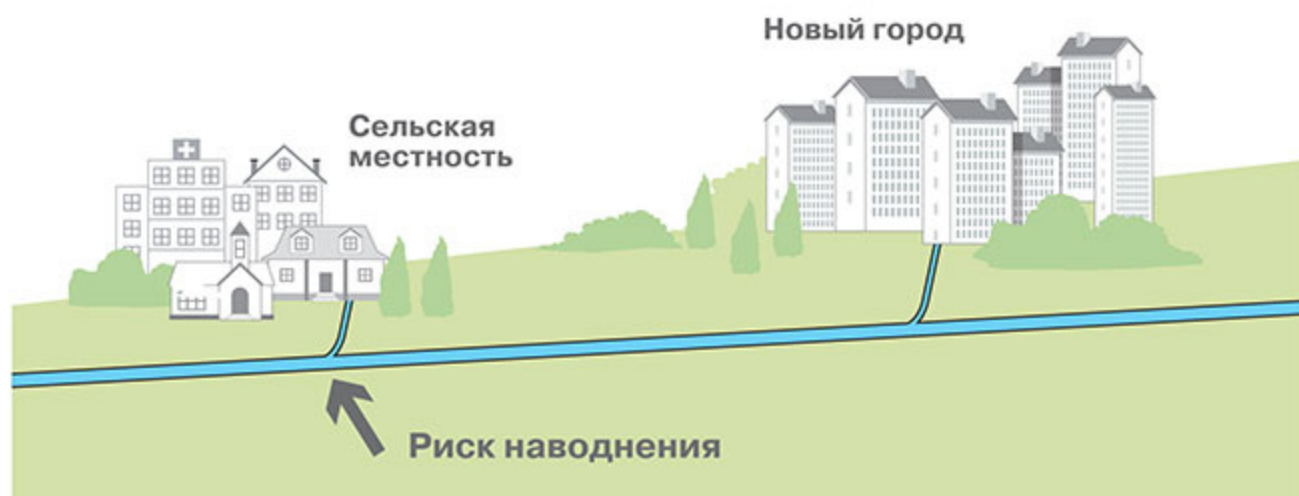 Новый город
Сельская
местность
Риск наводнения